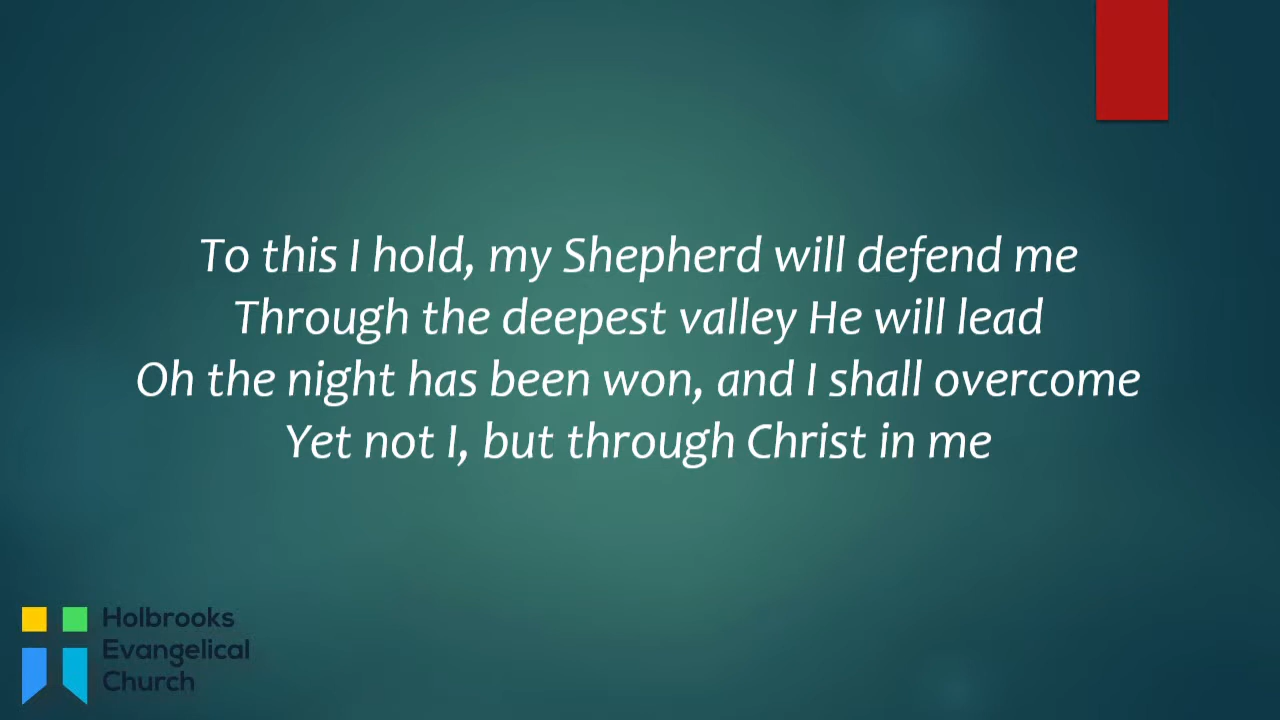 To this I hold, my Shepherd will defend me
Through the deepest valley He will lead
Oh the night has been won, and I shall overcome
Yet not I, but through Christ in me
Holbrooks
Evangelical
Church